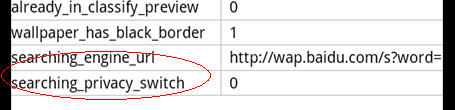 already_in_classify_preview 0
wallpaper_has_black_border 1
searching_engine_url http://wap.baidu.com/s?word=
searching_privacy_switch 0